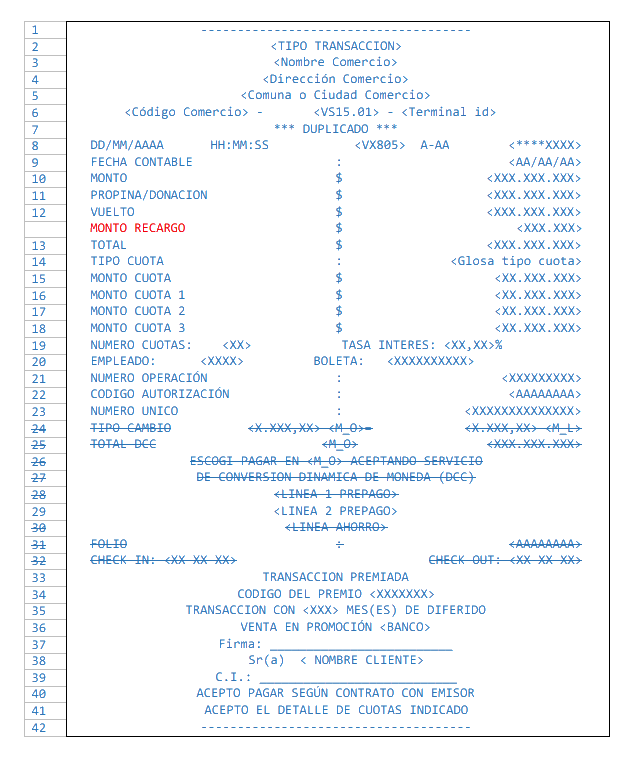 1 -----------------------------------
2 <TIPO TRANSACCION>
3 <Nombre Comercio>
4 <Dirección Comercio>
5 <Comuna o Ciudad Comercio>
6 <Código Comercio> - <VS15.01> - <Terminal id>
7 *** DUPLICADO ***
8 DD/MM/AAAA HH:MM:SS <VX805> A-AA <****XXXX>
9 FECHA CONTABLE : <AA/AA/AA>
10 MONTO $ <XXX.XXX.XXX>
11 PROPINA/DONACION $ <XXX.XXX.XXX>
12 VUELTO $ <XXX.XXX.XXX>
MONTO RECARGO $ <XXX.XXX>
13 TOTAL $ <XXX.XXX.XXX>
14 TIPO CUOTA : <Glosa tipo cuota>
15 MONTO CUOTA $ <XX.XXX.XXX>
16 MONTO CUOTA 1 $ <XX.XXX.XXX>
17 MONTO CUOTA 2 $ <XX.XXX.XXX>
18 MONTO CUOTA 3 $ <XX.XXX.XXX>
19 NUMERO CUOTAS: <XX> TASA INTERES: <XX,XX>%
20 EMPLEADO: <XXXX> BOLETA: <XXXXXXXXXX>
21 NUMERO OPERACIÓN : <XXXXXXXXX>
22 CODIGO AUTORIZACIÓN : <AAAAAAAA>
23 NUMERO UNICO : <XXXXXXXXXXXXXX>
24 TIPO CAMBIO <X.XXX,XX> <M_O>= <X.XXX,XX> <M_L>
25 TOTAL DCC <M_O> <XXX.XXX.XXX>
26 ESCOGI PAGAR EN <M_O> ACEPTANDO SERVICIO
27 DE CONVERSION DINAMICA DE MONEDA (DCC)
28 <LINEA 1 PREPAGO>
29 <LINEA 2 PREPAGO>
30 <LINEA AHORRO>
31 FOLIO : <AAAAAAAA>
32 CHECK IN: <XX XX XX> CHECK OUT: <XX XX XX>
33 TRANSACCION PREMIADA
34 CODIGO DEL PREMIO <XXXXXXX>
35 TRANSACCION CON <XXX> MES(ES) DE DIFERIDO
36 VENTA EN PROMOCIÓN <BANCO>
37 Firma: _________________________
38 Sr(a) < NOMBRE CLIENTE>
39 C.I.: ___________________________
40 ACEPTO PAGAR SEGÚN CONTRATO CON EMISOR
41 ACEPTO EL DETALLE DE CUOTAS INDICADO
42 -----------------------------------